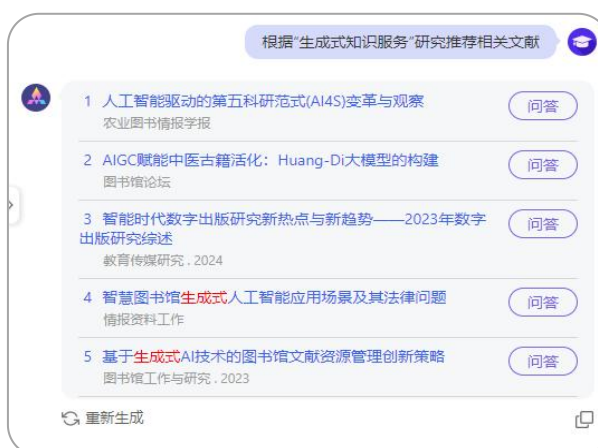 根据“生成式知识服务”研究推荐相关文献
1 人工智能驱动的第五科研范式(AI4S)变革与观察
问答
农业图书情报学报
2 AIGC赋能中医古籍活化：Huang-Di大模型的构建
问答
图书馆论坛
3 智能时代数字出版研究新热点与新趋势——2023年数字
出版研究综述
问答
教育传媒研究 . 2024
4 智慧图书馆生成式人工智能应用场景及其法律问题
问答
情报资料工作
5 基于生成式AI技术的图书馆文献资源管理创新策略
问答
图书馆工作与研究 . 2023
重新生成